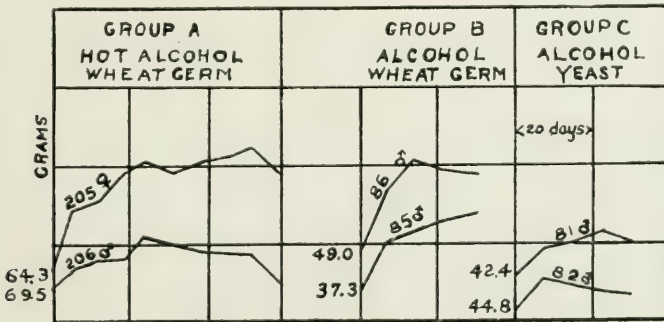 GROUP A
HOT ALCOHOL
WHEAT GERM
GROUP B
ALCOHOL
WHEAT GERM
GROUP C
ALCOHOL
YEAST
<20 days>
GRAMS
205♀
206♂
64.3
69.5
86 ♂
85♂
49.0
37.3
81♂
82♂
42.4
44.8